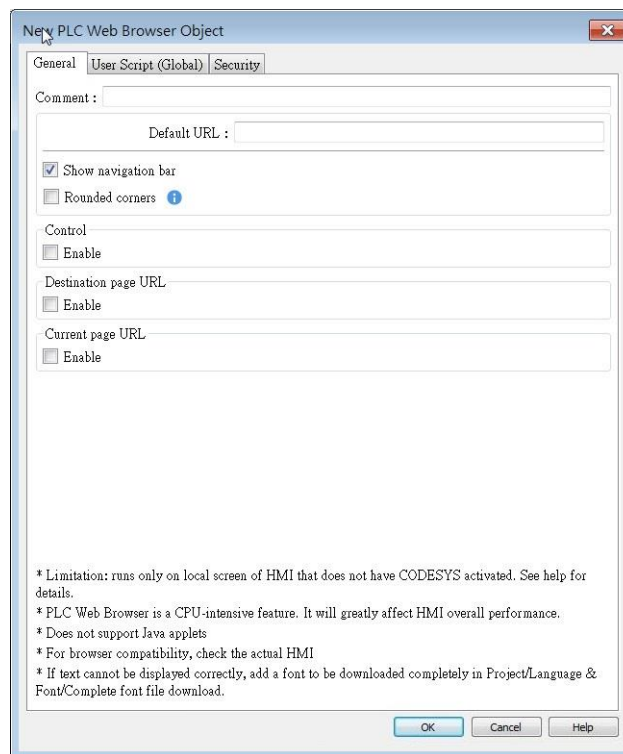 New PLC Web Browser Object
General
User Script (Global)
Security
Comment :
Default URL :
Show navigation bar
Rounded corners
Control
Enable
Destination page URL
Enable
Current page URL
Enable
* Limitation: runs only on local screen of HMI that does not have CODESYS activated. See help for
details.
* PLC Web Browser is a CPU-intensive feature. It will greatly affect HMI overall performance.
* Does not support Java applets
* For browser compatibility, check the actual HMI
* If text cannot be displayed correctly, add a font to be downloaded completely in Project/Language &
Font/Complete font file download.
OK
Cancel
Help